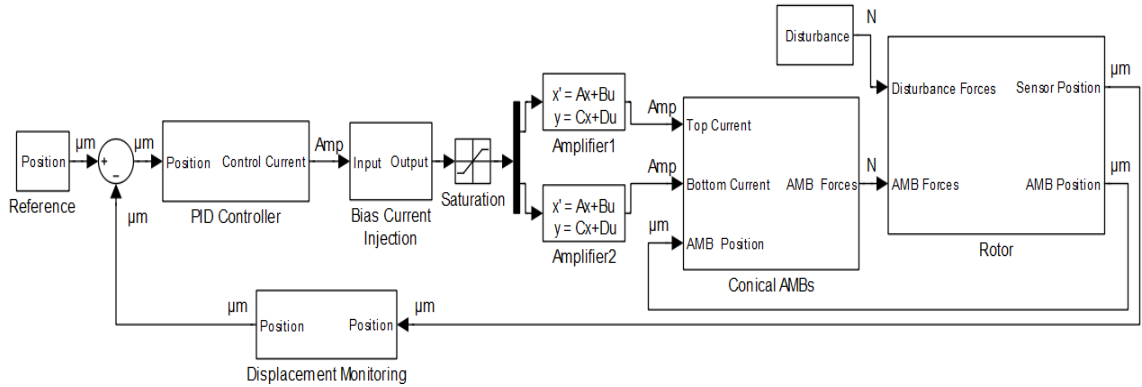 N
Disturbance
µm
x' = Ax+Bu
y = Cx+Du
Amplifier1
Amp
Disturbance Forces
Sensor Position
Top Current
µm
µm
Position
+
−
Reference
Position
Control Current
PID Controller
Amp
Input
Output
Bias Current
Injection
Saturation
Amp
Bottom Current
AMB Forces
N
AMB Forces
AMB Position
µm
x' = Ax+Bu
y = Cx+Du
Amplifier2
µm
AMB Position
Conical AMBs
Rotor
µm
µm
Position
Position
µm
Displacement Monitoring